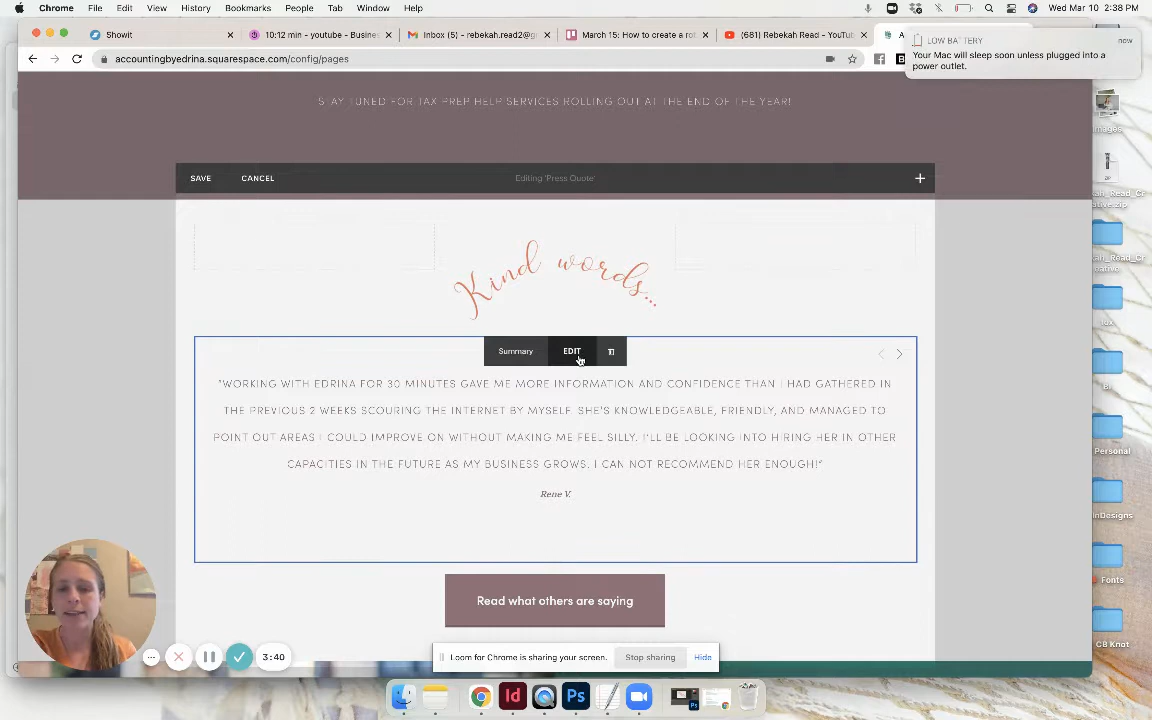 Chrome File Edit View History Bookmarks People Tab Window Help Wed Mar 10 2:38 PM
Showit × 10:12 min - youtube - Busine × Inbox (5) - rebekah.read2@g × March 15: How to create a ro × (681) Rebekah Read - YouTub ×
accountingbyedrina.squarespace.com/config/pages
LOW BATTERY now
Your Mac will sleep soon unless plugged into a
power outlet.
STAY TUNED FOR TAX PREP HELP SERVICES ROLLING OUT AT THE END OF THE YEAR!
SAVE CANCEL Editing 'Press Quote' +
Kind words...
Summary EDIT
"WORKING WITH EDRINA FOR 30 MINUTES GAVE ME MORE INFORMATION AND CONFIDENCE THAN I HAD GATHERED IN
THE PREVIOUS 2 WEEKS SCOURING THE INTERNET BY MYSELF. SHE'S KNOWLEDGEABLE, FRIENDLY, AND MANAGED TO
POINT OUT AREAS I COULD IMPROVE ON WITHOUT MAKING ME FEEL SILLY. I'LL BE LOOKING INTO HIRING HER IN OTHER
CAPACITIES IN THE FUTURE AS MY BUSINESS GROWS. I CAN NOT RECOMMEND HER ENOUGH!"
Rene V.
Read what others are saying
3:40
Loom for Chrome is sharing your screen. Stop sharing Hide
Images
Personal
InDesigns
Fonts
CB Knot
Id Ps